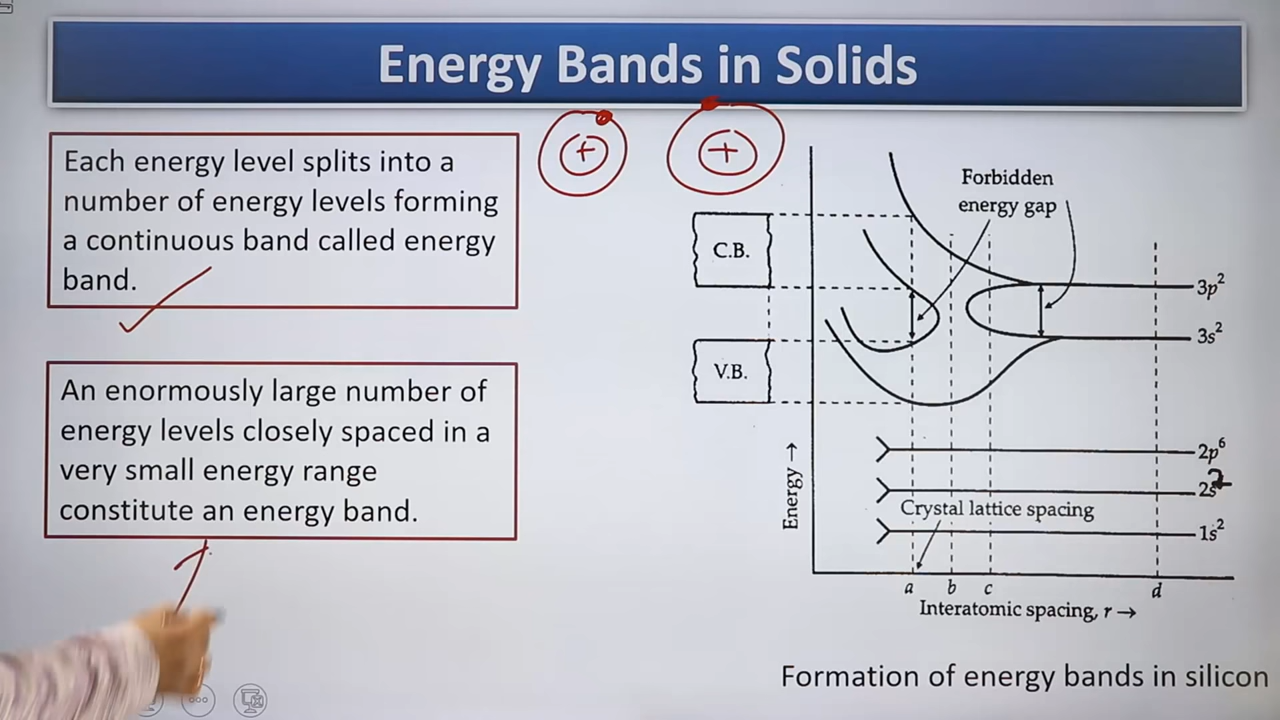 Energy Bands in Solids
Each energy level splits into a
number of energy levels forming
a continuous band called energy
band.
An enormously large number of
energy levels closely spaced in a
very small energy range
constitute an energy band.
+
+
Forbidden
energy gap
C.B.
V.B.
3p²
3s²
2p⁶
2s²
1s²
Energy →
Crystal lattice spacing
a b c d
Interatomic spacing, r →
Formation of energy bands in silicon